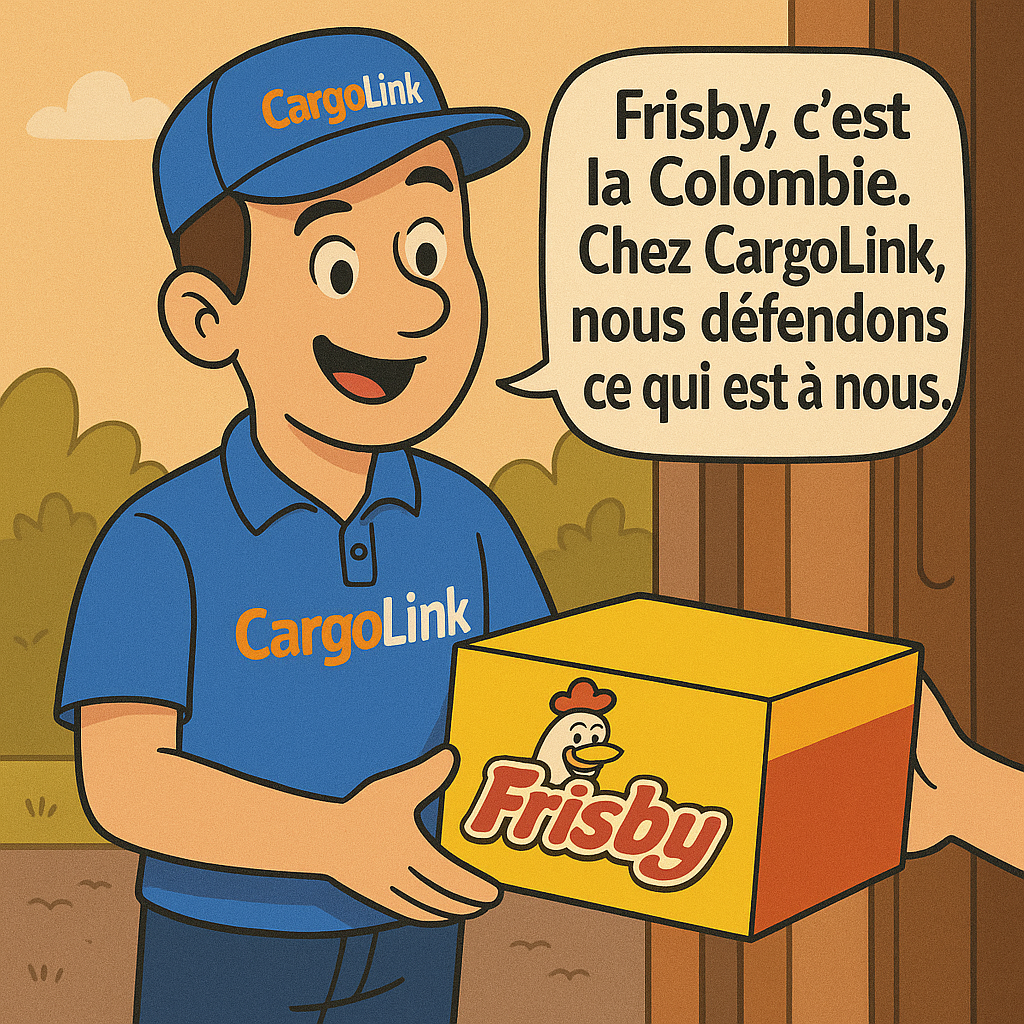 CargoLink
Frisby, c'est
la Colombie.
Chez CargoLink,
nous défendons
ce qui est à nous.
CargoLink
Frisby